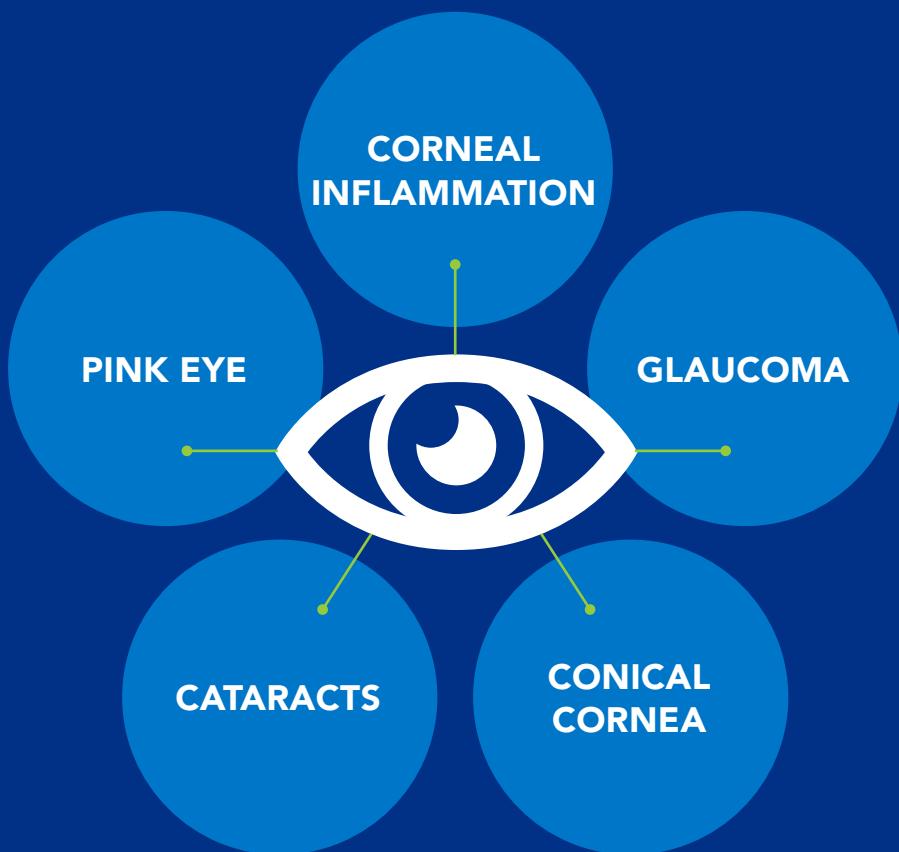 CORNEAL
INFLAMMATION
PINK EYE
GLAUCOMA
CATARACTS
CONICAL
CORNEA